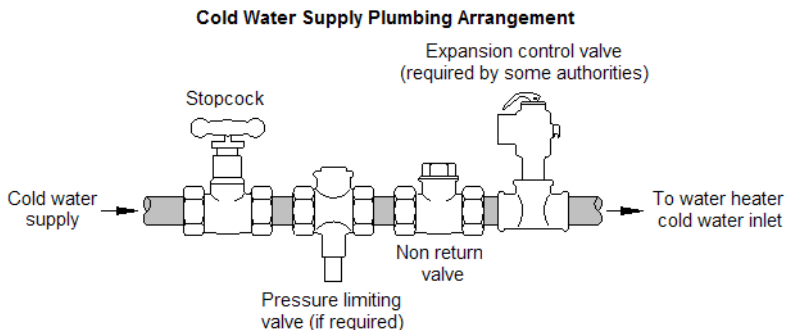 Cold Water Supply Plumbing Arrangement
Expansion control valve
(required by some authorities)
Stopcock
Cold water
supply
To water heater
cold water inlet
Non return
valve
Pressure limiting
valve (if required)